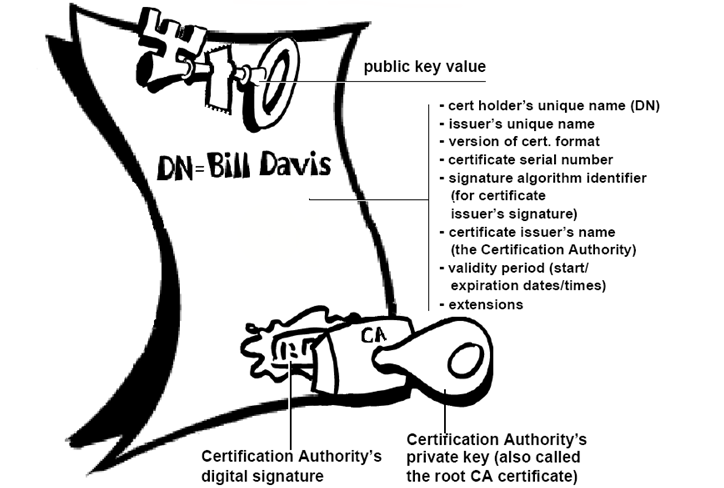 public key value
- cert holder's unique name (DN)
- issuer's unique name
- version of cert. format
- certificate serial number
- signature algorithm identifier
(for certificate
issuer's signature)
- certificate issuer's name
(the Certification Authority)
- validity period (start/
expiration dates/times)
- extensions
DN=Bill Davis
CA
Certification Authority's
digital signature
Certification Authority's
private key (also called
the root CA certificate)